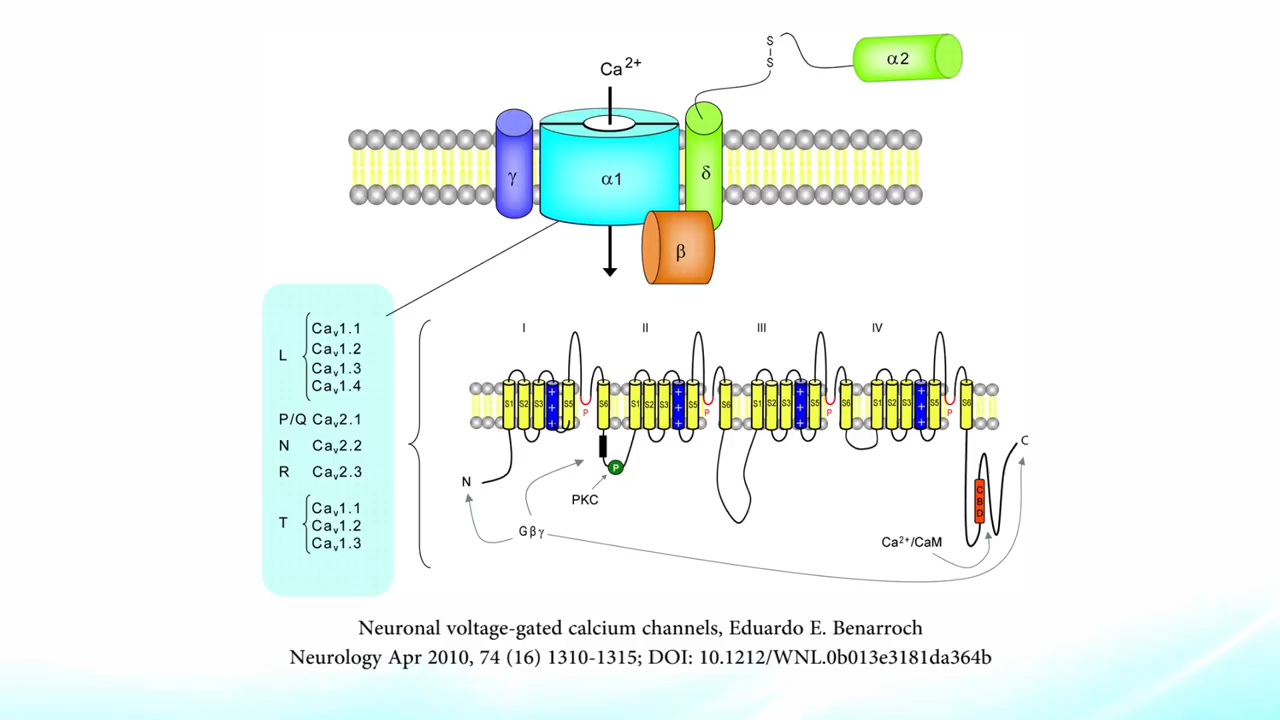 S
S
α2
Ca2+
γ
α1
δ
β
L
Cav1.1
Cav1.2
Cav1.3
Cav1.4
P/Q Cav2.1
N Cav2.2
R Cav2.3
T
Cav1.1
Cav1.2
Cav1.3
I II III IV
S1 S2 S3 + + + S5 P S6
S1 S2 S3 + + + S5 P S6
S1 S2 S3 + + + S5 P S6
S1 S2 S3 + + + S5 P S6
N
P
PKC
Gβγ
CBD
C
Ca2+/CaM
Neuronal voltage-gated calcium channels, Eduardo E. Benarroch
Neurology Apr 2010, 74 (16) 1310-1315; DOI: 10.1212/WNL.0b013e3181da364b